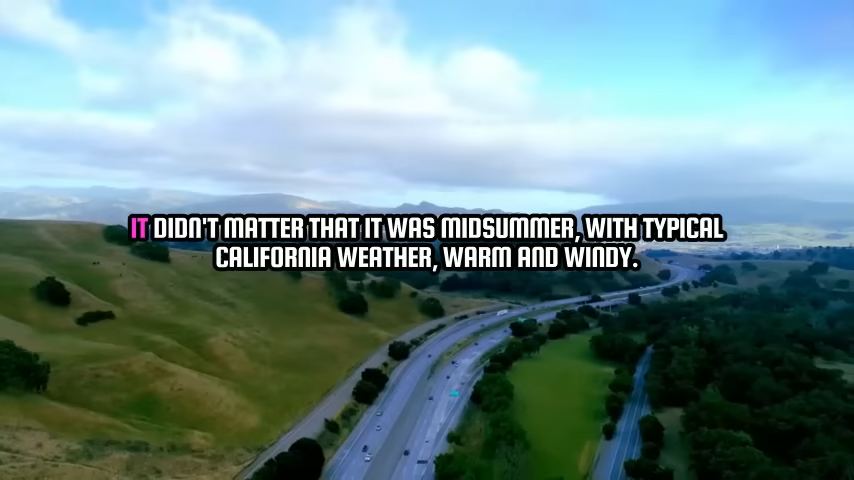 IT DIDN'T MATTER THAT IT WAS MIDSUMMER, WITH TYPICAL
CALIFORNIA WEATHER, WARM AND WINDY.